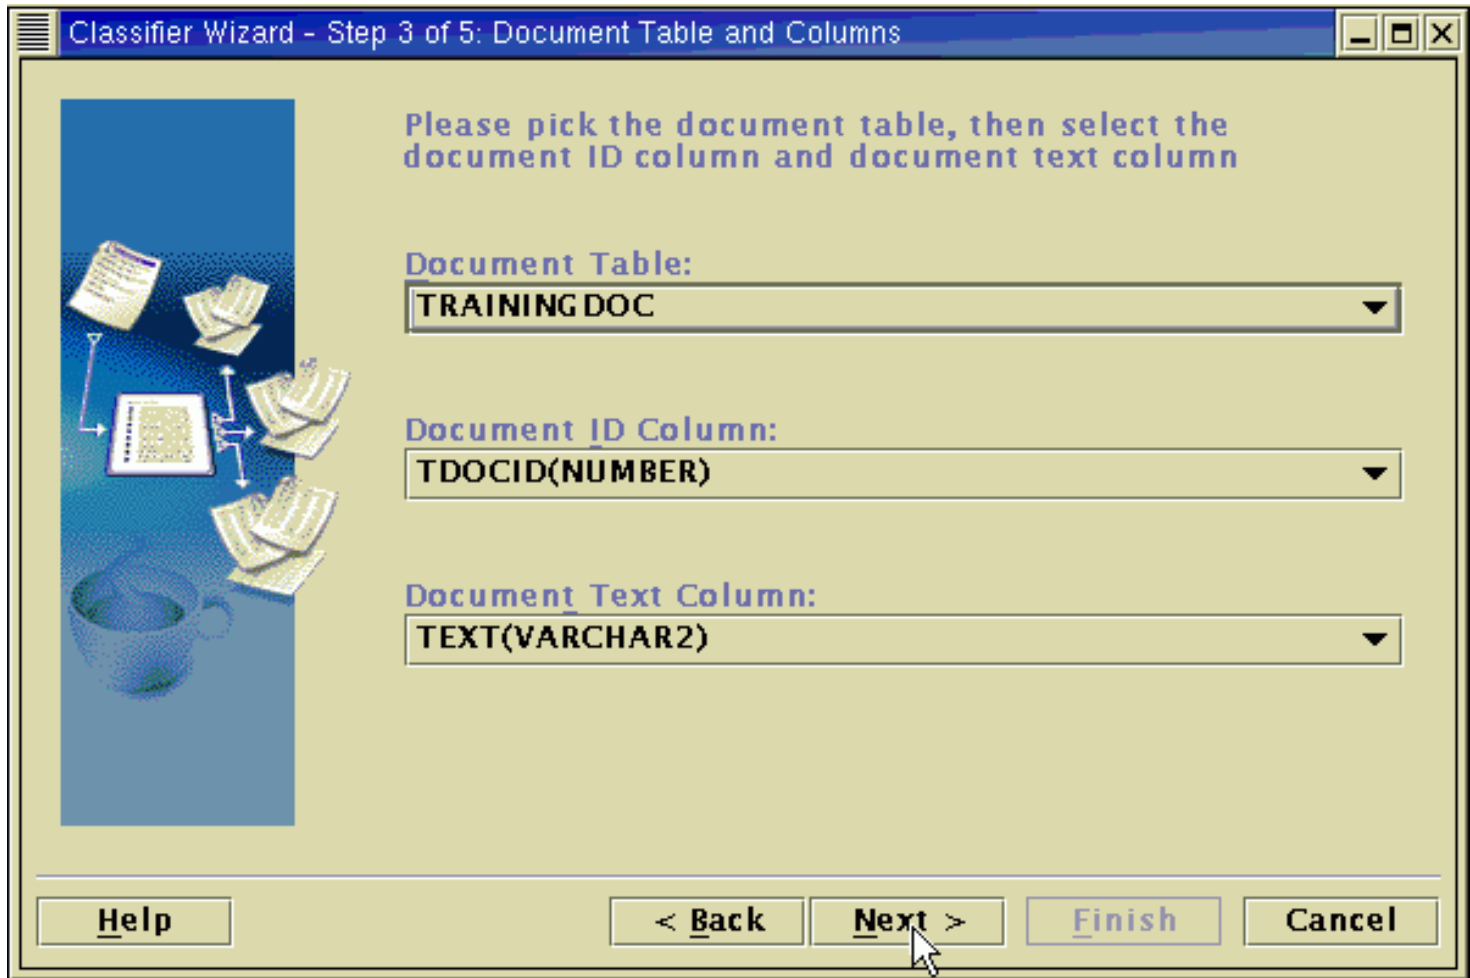 Classifier Wizard - Step 3 of 5: Document Table and Columns
Please pick the document table, then select the
document ID column and document text column
Document Table:
TRAININGDOC
Document ID Column:
TDOCID(NUMBER)
Document Text Column:
TEXT(VARCHAR2)
Help
< Back
Next >
Finish
Cancel